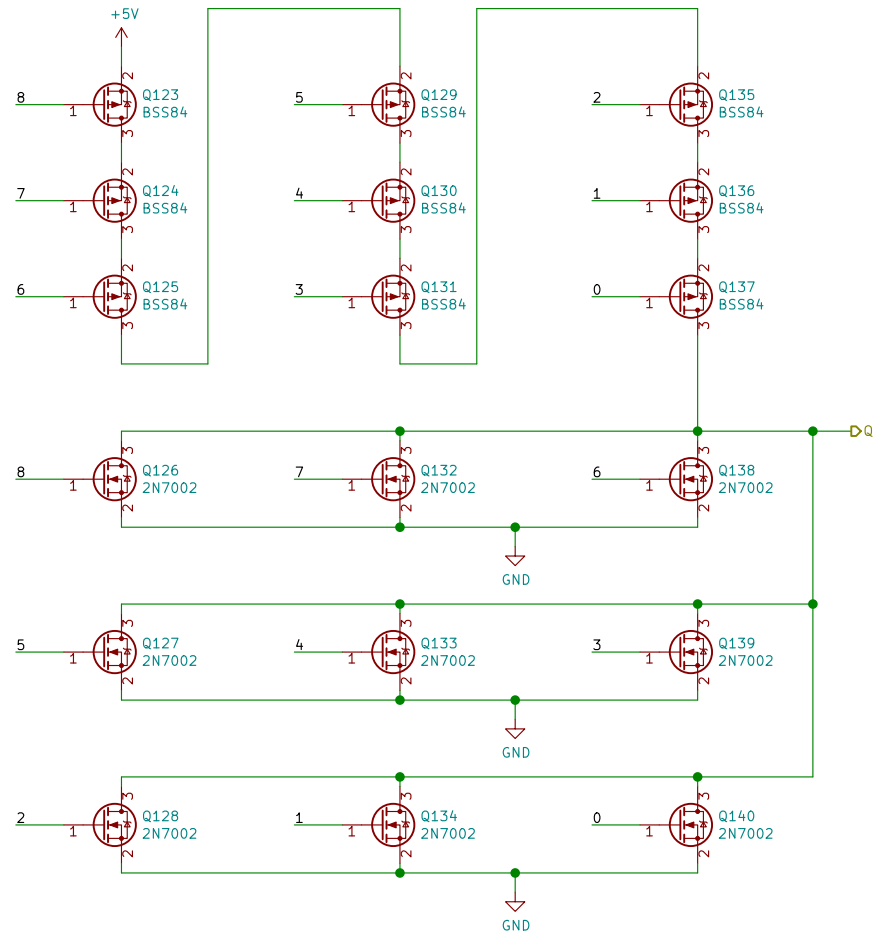 +5V
8
1
2
3
Q123
BSS84
5
1
2
3
Q129
BSS84
2
1
2
3
Q135
BSS84
7
1
2
3
Q124
BSS84
4
1
2
3
Q130
BSS84
1
1
2
3
Q136
BSS84
6
1
2
3
Q125
BSS84
3
1
2
3
Q131
BSS84
0
1
2
3
Q137
BSS84
Q
8
1
3
2
Q126
2N7002
7
1
3
2
Q132
2N7002
6
1
3
2
Q138
2N7002
GND
5
1
3
2
Q127
2N7002
4
1
3
2
Q133
2N7002
3
1
3
2
Q139
2N7002
GND
2
1
3
2
Q128
2N7002
1
1
3
2
Q134
2N7002
0
1
3
2
Q140
2N7002
GND